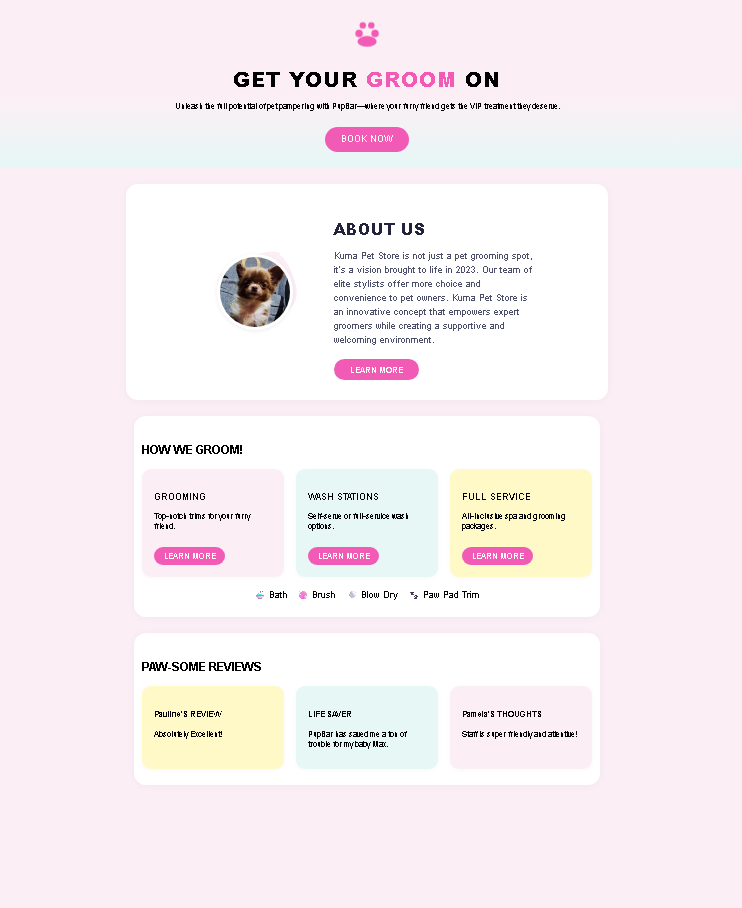 GET YOUR GROOM ON
Unleash the full potential of pet pampering with PupBar—where your furry friend gets the VIP treatment they deserve.
BOOK NOW
ABOUT US
Kuma Pet Store is not just a pet grooming spot,
it's a vision brought to life in 2023. Our team of
elite stylists offer more choice and
convenience to pet owners. Kuma Pet Store is
an innovative concept that empowers expert
groomers while creating a supportive and
welcoming environment.
LEARN MORE
HOW WE GROOM!
GROOMING
Top-notch trims for your furry
friend.
LEARN MORE
WASH STATIONS
Self-serve or full-service wash
options.
LEARN MORE
FULL SERVICE
All-inclusive spa and grooming
packages.
LEARN MORE
Bath Brush Blow Dry Paw Pad Trim
PAW-SOME REVIEWS
Pauline'S REVIEW
Absolutely Excellent!
LIFE SAVER
PupBar has saved me a ton of
trouble for my baby Max.
Pamela'S THOUGHTS
Staff is super friendly and attentive!